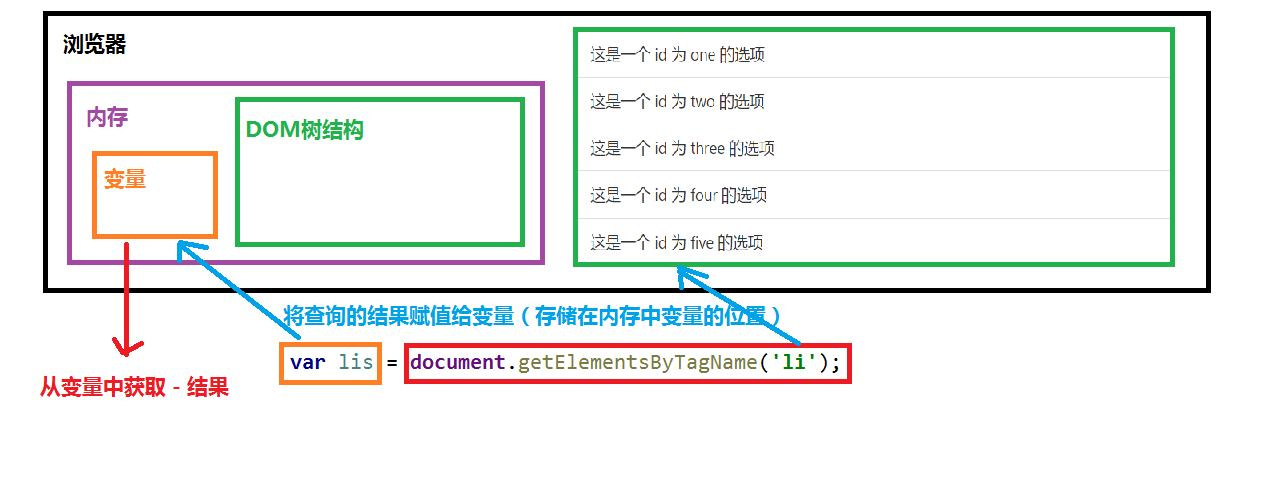 浏览器
内存
DOM树结构
变量
这是一个 id 为 one 的选项
这是一个 id 为 two 的选项
这是一个 id 为 three 的选项
这是一个 id 为 four 的选项
这是一个 id 为 five 的选项
将查询的结果赋值给变量（存储在内存中变量的位置）
var lis = document.getElementsByTagName('li');
从变量中获取 - 结果